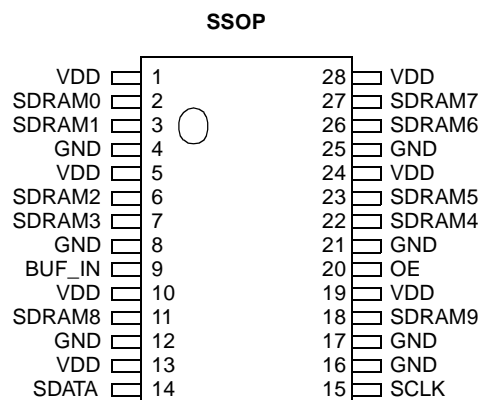 SSOP
VDD 1 28 VDD
SDRAM0 2 27 SDRAM7
SDRAM1 3 26 SDRAM6
GND 4 25 GND
VDD 5 24 VDD
SDRAM2 6 23 SDRAM5
SDRAM3 7 22 SDRAM4
GND 8 21 GND
BUF_IN 9 20 OE
VDD 10 19 VDD
SDRAM8 11 18 SDRAM9
GND 12 17 GND
VDD 13 16 GND
SDATA 14 15 SCLK